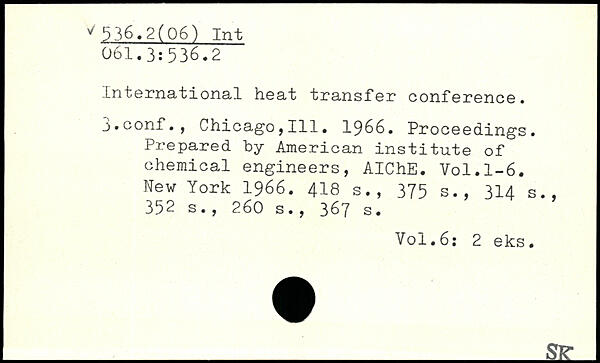 √ 536.2(06) Int
061.3:536.2
International heat transfer conference.
3.conf., Chicago,Ill. 1966. Proceedings.
Prepared by American institute of
chemical engineers, AIChE. Vol.1-6.
New York 1966. 418 s., 375 s., 314 s.,
352 s., 260 s., 367 s.
Vol.6: 2 eks.
SK